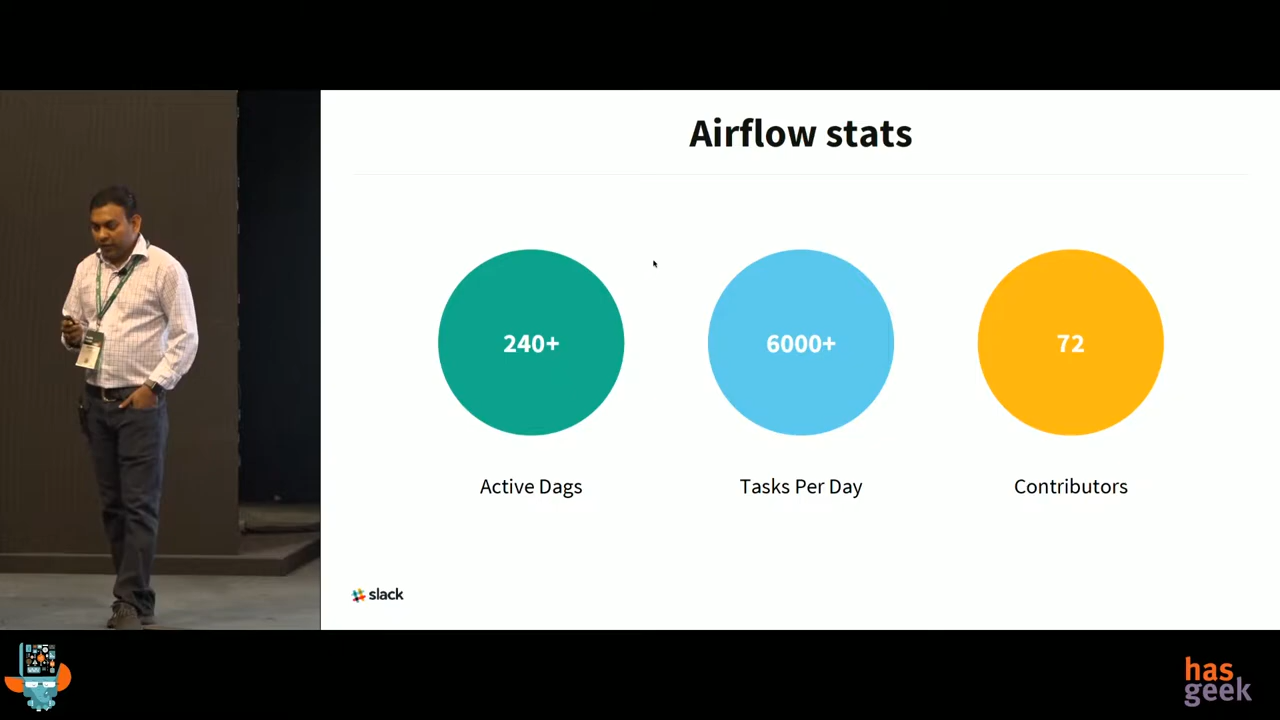 Airflow stats
240+
6000+
72
Active Dags
Tasks Per Day
Contributors
slack
has
geek